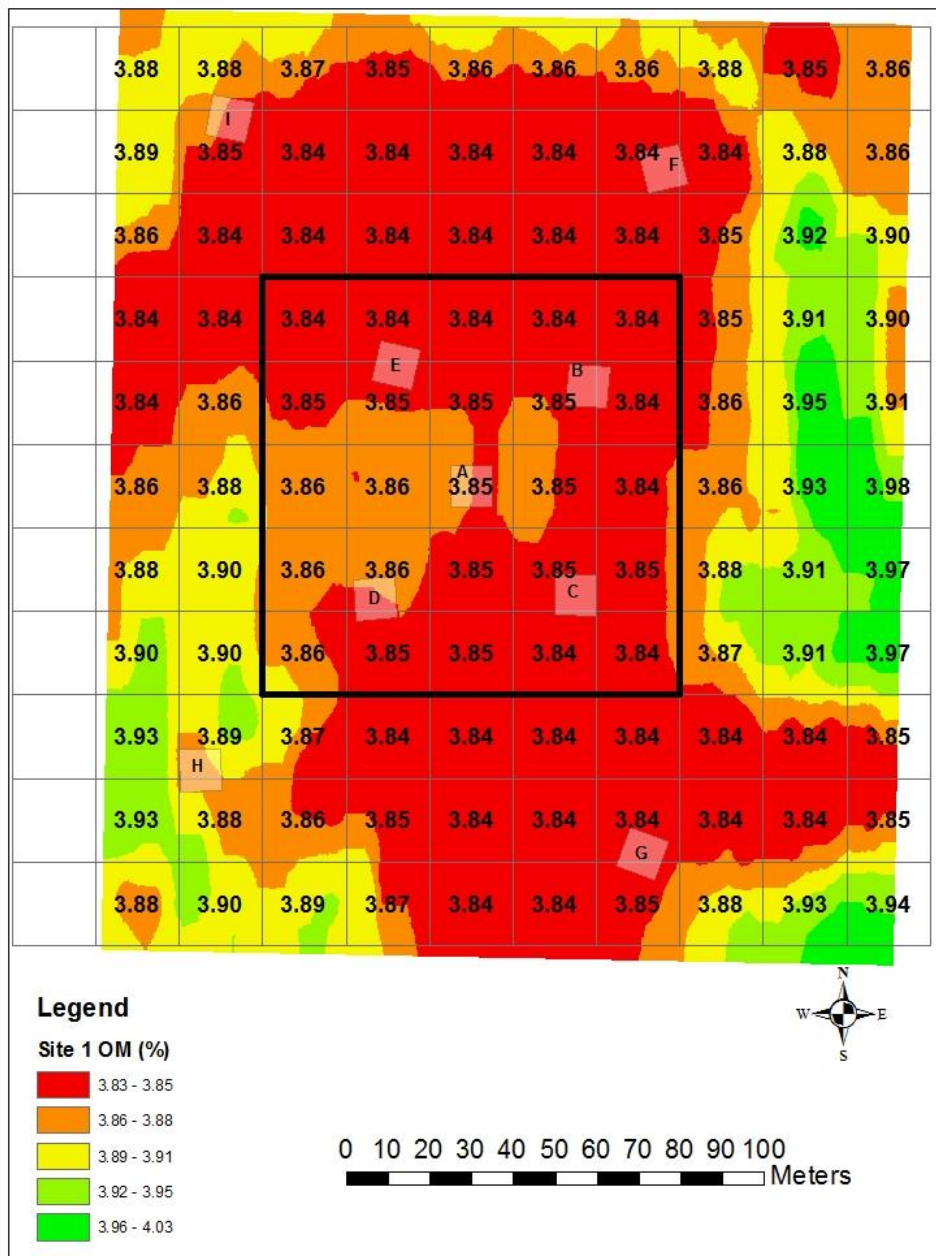 3.88 3.88 3.87 3.85 3.86 3.86 3.86 3.88 3.85 3.86
I
3.89 3.85 3.84 3.84 3.84 3.84 3.84 3.84 3.88 3.86
F
3.86 3.84 3.84 3.84 3.84 3.84 3.84 3.85 3.92 3.90
3.84 3.84 3.84 3.84 3.84 3.84 3.84 3.85 3.91 3.90
E B
3.84 3.86 3.85 3.85 3.85 3.85 3.84 3.86 3.95 3.91
A
3.86 3.88 3.86 3.86 3.85 3.85 3.84 3.86 3.93 3.98
3.88 3.90 3.86 3.86 3.85 3.85 3.85 3.88 3.91 3.97
D C
3.90 3.90 3.86 3.85 3.85 3.84 3.84 3.87 3.91 3.97
3.93 3.89 3.87 3.84 3.84 3.84 3.84 3.84 3.84 3.85
H
3.93 3.88 3.86 3.85 3.84 3.84 3.84 3.84 3.84 3.85
G
3.88 3.90 3.89 3.87 3.84 3.84 3.85 3.88 3.93 3.94
N
W E
S
Legend
Site 1 OM (%)
3.83 - 3.85
3.86 - 3.88
3.89 - 3.91
3.92 - 3.95
3.96 - 4.03
0 10 20 30 40 50 60 70 80 90 100
Meters